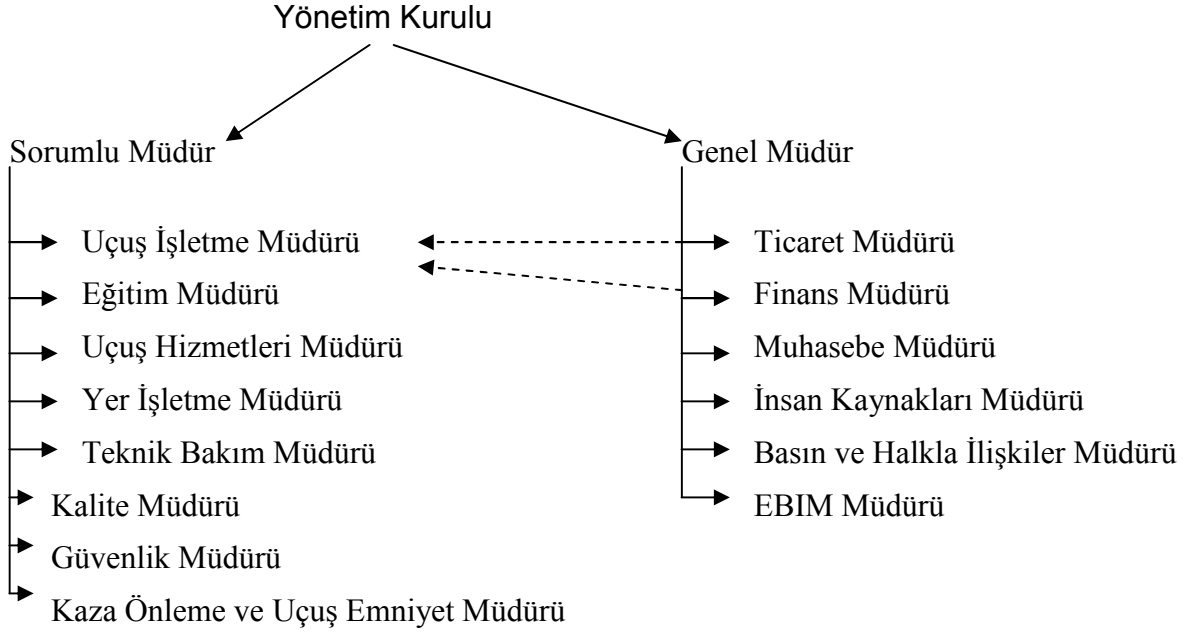 Yönetim Kurulu
Sorumlu Müdür
Uçuş İşletme Müdürü
Eğitim Müdürü
Uçuş Hizmetleri Müdürü
Yer İşletme Müdürü
Teknik Bakım Müdürü
Kalite Müdürü
Güvenlik Müdürü
Kaza Önleme ve Uçuş Emniyet Müdürü
Genel Müdür
Ticaret Müdürü
Finans Müdürü
Muhasebe Müdürü
İnsan Kaynakları Müdürü
Basın ve Halkla İlişkiler Müdürü
EBIM Müdürü